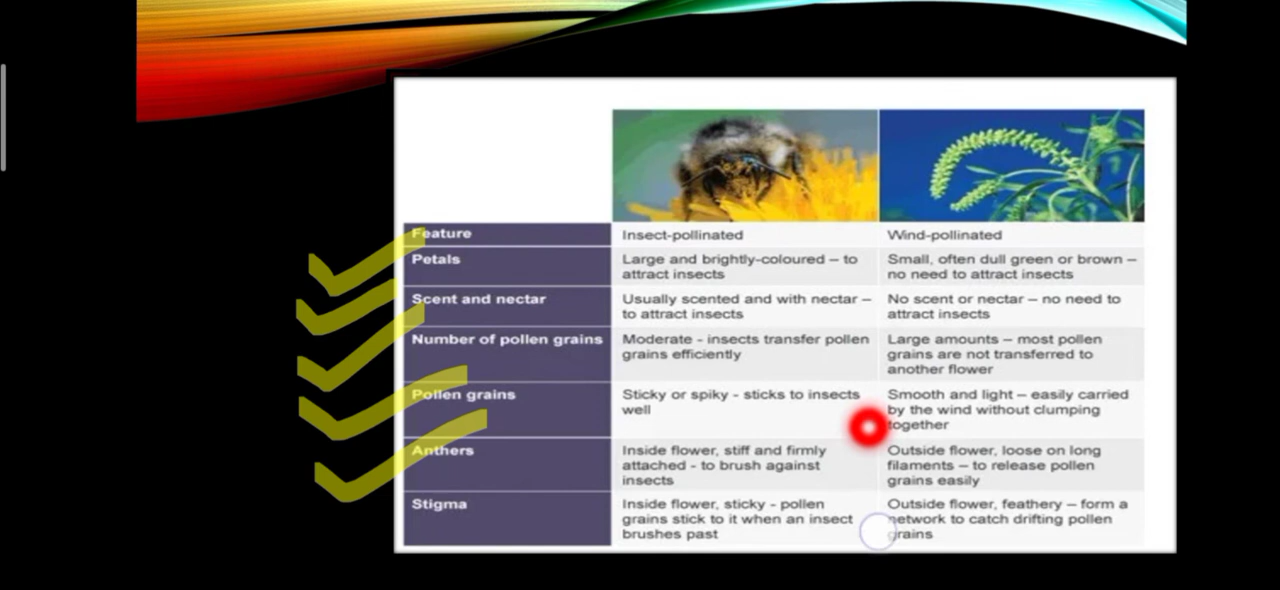 Feature
Insect-pollinated
Wind-pollinated
Petals
Large and brightly-coloured – to
attract insects
Small, often dull green or brown –
no need to attract insects
Scent and nectar
Usually scented and with nectar –
to attract insects
No scent or nectar – no need to
attract insects
Number of pollen grains
Moderate - insects transfer pollen
grains efficiently
Large amounts – most pollen
grains are not transferred to
another flower
Pollen grains
Sticky or spiky - sticks to insects
well
Smooth and light – easily carried
by the wind without clumping
together
Anthers
Inside flower, stiff and firmly
attached - to brush against
insects
Outside flower, loose on long
filaments – to release pollen
grains easily
Stigma
Inside flower, sticky - pollen
grains stick to it when an insect
brushes past
Outside flower, feathery – form a
network to catch drifting pollen
grains